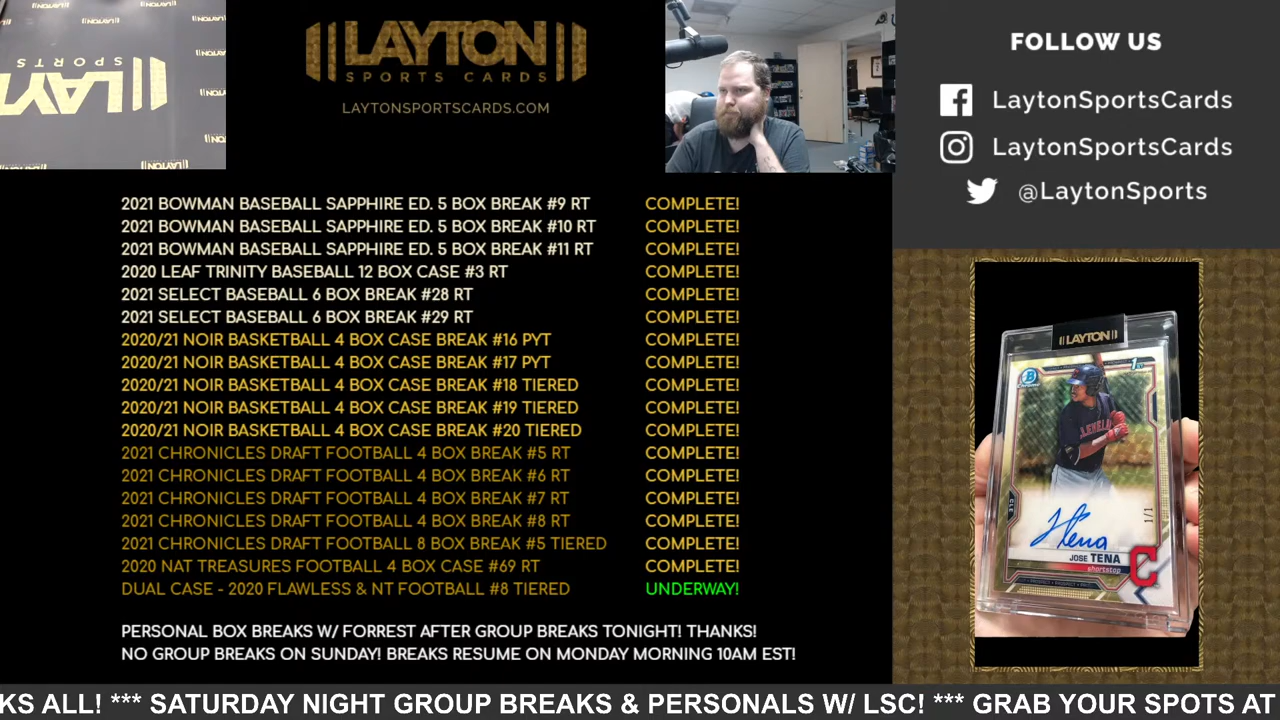 LAYTON
SPORTS
LAYTON
SPORTS CARDS
LAYTONSPORTSCARDS.COM
FOLLOW US
LaytonSportsCards
LaytonSportsCards
@LaytonSports
2021 BOWMAN BASEBALL SAPPHIRE ED. 5 BOX BREAK #9 RT COMPLETE!
2021 BOWMAN BASEBALL SAPPHIRE ED. 5 BOX BREAK #10 RT COMPLETE!
2021 BOWMAN BASEBALL SAPPHIRE ED. 5 BOX BREAK #11 RT COMPLETE!
2020 LEAF TRINITY BASEBALL 12 BOX CASE #3 RT COMPLETE!
2021 SELECT BASEBALL 6 BOX BREAK #28 RT COMPLETE!
2021 SELECT BASEBALL 6 BOX BREAK #29 RT COMPLETE!
2020/21 NOIR BASKETBALL 4 BOX CASE BREAK #16 PYT COMPLETE!
2020/21 NOIR BASKETBALL 4 BOX CASE BREAK #17 PYT COMPLETE!
2020/21 NOIR BASKETBALL 4 BOX CASE BREAK #18 TIERED COMPLETE!
2020/21 NOIR BASKETBALL 4 BOX CASE BREAK #19 TIERED COMPLETE!
2020/21 NOIR BASKETBALL 4 BOX CASE BREAK #20 TIERED COMPLETE!
2021 CHRONICLES DRAFT FOOTBALL 4 BOX BREAK #5 RT COMPLETE!
2021 CHRONICLES DRAFT FOOTBALL 4 BOX BREAK #6 RT COMPLETE!
2021 CHRONICLES DRAFT FOOTBALL 4 BOX BREAK #7 RT COMPLETE!
2021 CHRONICLES DRAFT FOOTBALL 4 BOX BREAK #8 RT COMPLETE!
2021 CHRONICLES DRAFT FOOTBALL 8 BOX BREAK #5 TIERED COMPLETE!
2020 NAT TREASURES FOOTBALL 4 BOX CASE #69 RT COMPLETE!
DUAL CASE - 2020 FLAWLESS & NT FOOTBALL #8 TIERED UNDERWAY!
PERSONAL BOX BREAKS W/ FORREST AFTER GROUP BREAKS TONIGHT! THANKS!
NO GROUP BREAKS ON SUNDAY! BREAKS RESUME ON MONDAY MORNING 10AM EST!
LAYTON
1st
CLE
1/1
JOSE TENA
shortstop
KS ALL! *** SATURDAY NIGHT GROUP BREAKS & PERSONALS W/ LSC! *** GRAB YOUR SPOTS AT